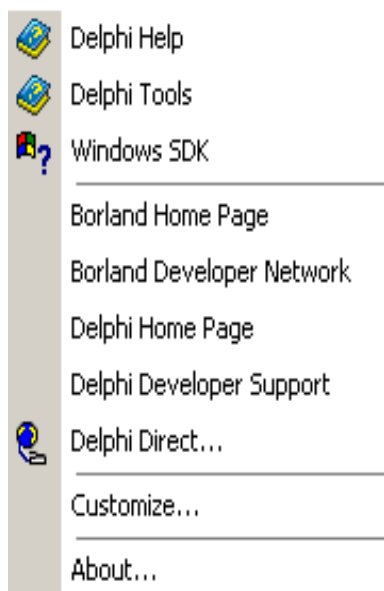 Delphi Help
Delphi Tools
Windows SDK
Borland Home Page
Borland Developer Network
Delphi Home Page
Delphi Developer Support
Delphi Direct...
Customize...
About...